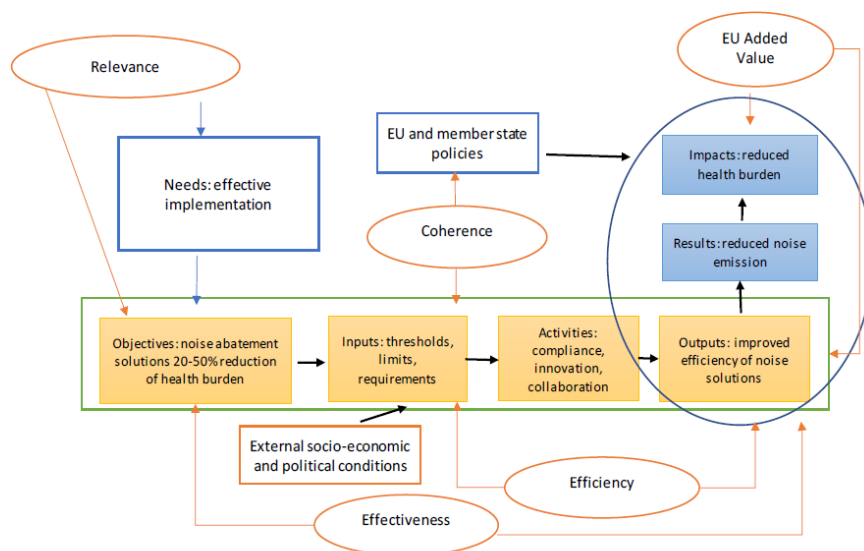 EU Added
Value
Relevance
EU and member state
policies
Impacts: reduced
health burden
Needs: effective
implementation
Coherence
Results: reduced noise
emission
Objectives: noise abatement
solutions 20-50% reduction
of health burden
Inputs: thresholds,
limits,
requirements
Activities:
compliance,
innovation,
collaboration
Outputs: improved
efficiency of noise
solutions
External socio-economic
and political conditions
Efficiency
Effectiveness